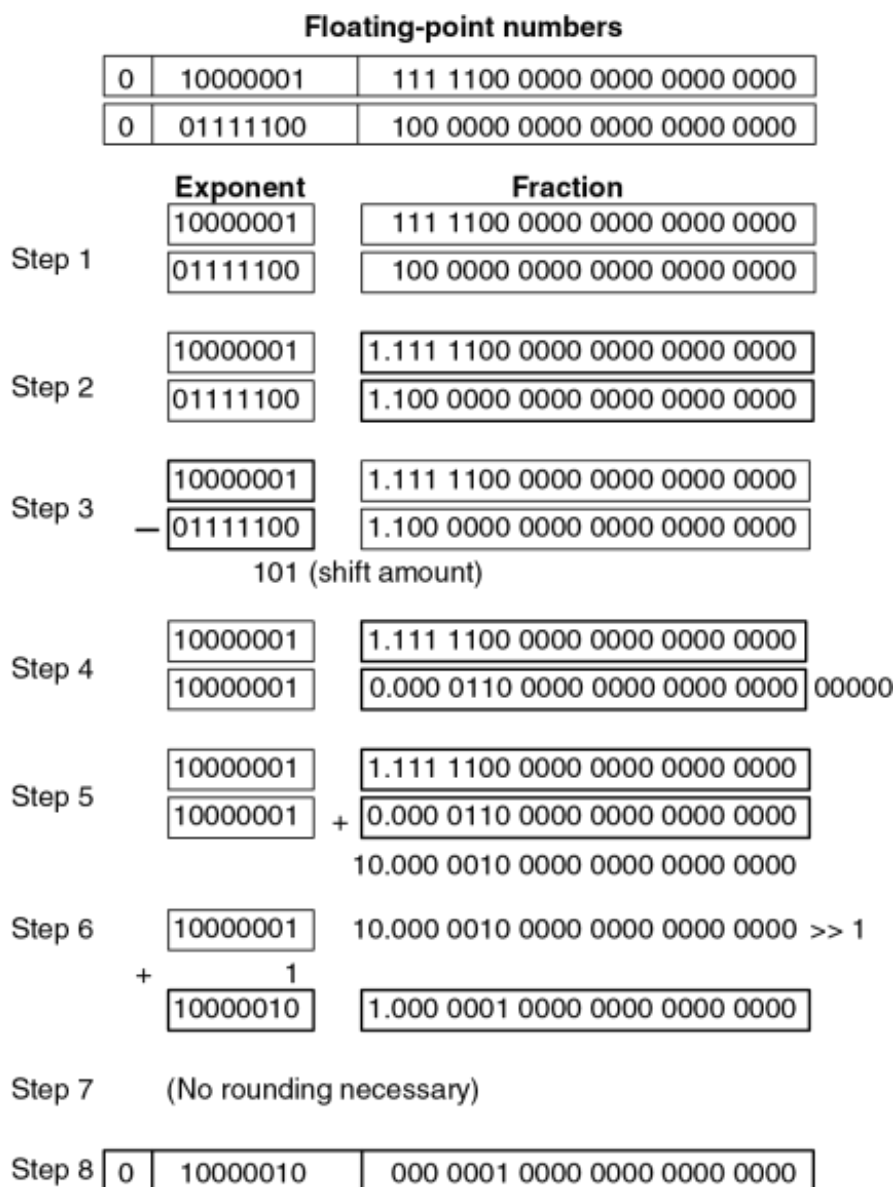 Floating-point numbers
0 10000001 111 1100 0000 0000 0000 0000
0 01111100 100 0000 0000 0000 0000 0000
Exponent Fraction
Step 1
10000001 111 1100 0000 0000 0000 0000
01111100 100 0000 0000 0000 0000 0000
Step 2
10000001 1.111 1100 0000 0000 0000 0000
01111100 1.100 0000 0000 0000 0000 0000
Step 3
10000001 1.111 1100 0000 0000 0000 0000
– 01111100 1.100 0000 0000 0000 0000 0000
101 (shift amount)
Step 4
10000001 1.111 1100 0000 0000 0000 0000
10000001 0.000 0110 0000 0000 0000 0000 00000
Step 5
10000001 1.111 1100 0000 0000 0000 0000
10000001 + 0.000 0110 0000 0000 0000 0000
10.000 0010 0000 0000 0000 0000
Step 6 10000001 10.000 0010 0000 0000 0000 0000 >> 1
+ 1
10000010 1.000 0001 0000 0000 0000 0000
Step 7 (No rounding necessary)
Step 8 0 10000010 000 0001 0000 0000 0000 0000